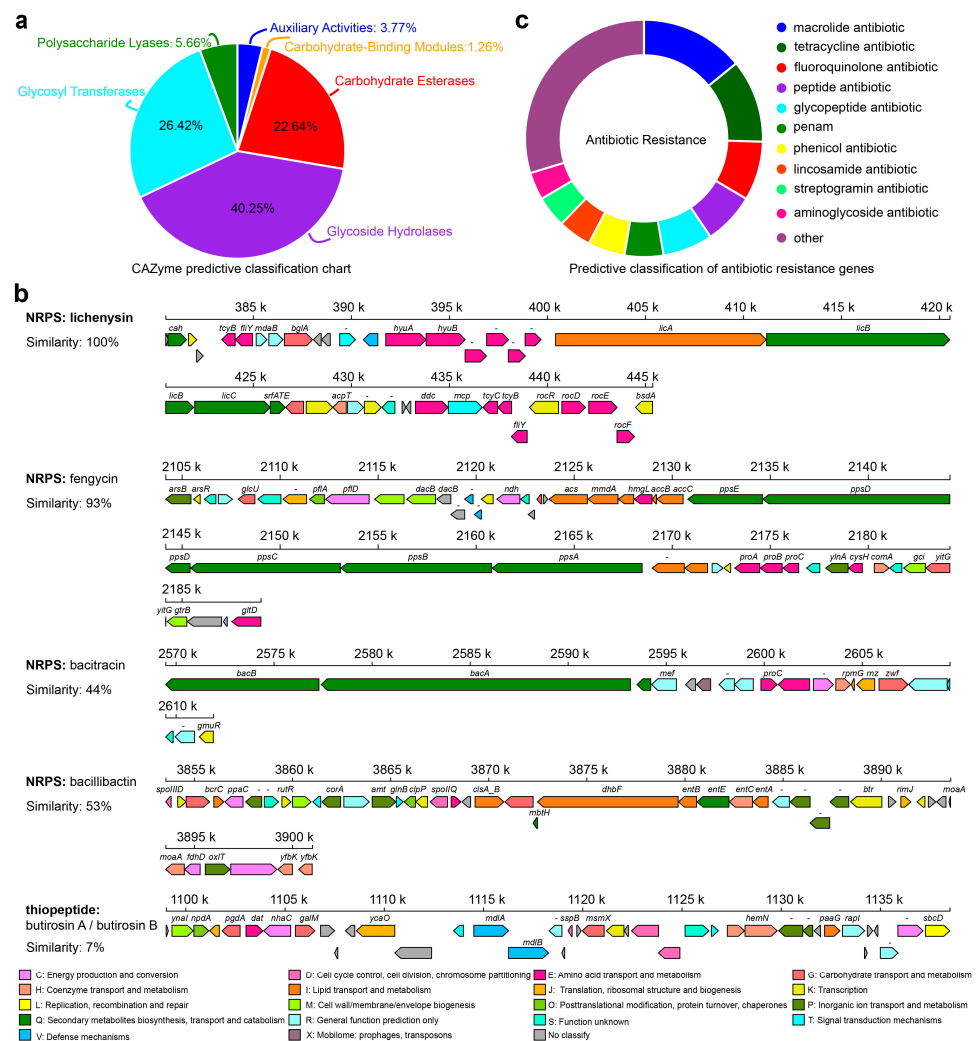 a
Auxiliary Activities: 3.77%
Polysaccharide Lyases: 5.66%
Carbohydrate-Binding Modules:1.26%
Glycosyl Transferases
Carbohydrate Esterases
26.42%
22.64%
40.25%
Glycoside Hydrolases
CAZyme predictive classification chart
c
Antibiotic Resistance
macrolide antibiotic
tetracycline antibiotic
fluoroquinolone antibiotic
peptide antibiotic
glycopeptide antibiotic
penam
phenicol antibiotic
lincosamide antibiotic
streptogramin antibiotic
aminoglycoside antibiotic
other
Predictive classification of antibiotic resistance genes
b
NRPS: lichenysin
Similarity: 100%
385 k 390 k 395 k 400 k 405 k 410 k 415 k 420 k
cah tcyB fliY mdaB bglA - hyuA hyuB - - licA licB
- -
425 k 430 k 435 k 440 k 445 k
licB licC srfATE acpT - - ddc mcp tcyC tcyB rocR rocD rocE bsdA
fliY rocF
NRPS: fengycin
Similarity: 93%
2105 k 2110 k 2115 k 2120 k 2125 k 2130 k 2135 k 2140 k
arsB arsR glcU - pflA pflD dacB dacB - ndh acs mmdA hmgL accB accC ppsE ppsD
- -
2145 k 2150 k 2155 k 2160 k 2165 k 2170 k 2175 k 2180 k
ppsD ppsC ppsB ppsA - proA proB proC ylnA cysH comA gci yitG
2185 k
yitG gtrB gltD
NRPS: bacitracin
Similarity: 44%
2570 k 2575 k 2580 k 2585 k 2590 k 2595 k 2600 k 2605 k
bacB bacA mef - proC - rpmG rnz zwf
2610 k
- gmuR
NRPS: bacillibactin
Similarity: 53%
3855 k 3860 k 3865 k 3870 k 3875 k 3880 k 3885 k 3890 k
spoIIID bcrC ppaC - - rutR corA amt glnB clpP spoIIQ clsA_B dhbF entB entE entC entA - btr rimJ moaA
mbtH -
3895 k 3900 k
moaA fdhD oxlT yfbK yfbK
thiopeptide:
butirosin A / butirosin B
Similarity: 7%
1100 k 1105 k 1110 k 1115 k 1120 k 1125 k 1130 k 1135 k
ynaI npdA pgdA dat nhaC galM ycaO mdlA - sspB msmX hemN - - paaG rapI - sbcD
mdlB -
C: Energy production and conversion
D: Cell cycle control, cell division, chromosome partitioning
E: Amino acid transport and metabolism
G: Carbohydrate transport and metabolism
H: Coenzyme transport and metabolism
I: Lipid transport and metabolism
J: Translation, ribosomal structure and biogenesis
K: Transcription
L: Replication, recombination and repair
M: Cell wall/membrane/envelope biogenesis
O: Posttranslational modification, protein turnover, chaperones
P: Inorganic ion transport and metabolism
Q: Secondary metabolites biosynthesis, transport and catabolism
R: General function prediction only
S: Function unknown
T: Signal transduction mechanisms
V: Defense mechanisms
X: Mobilome: prophages, transposons
No classify